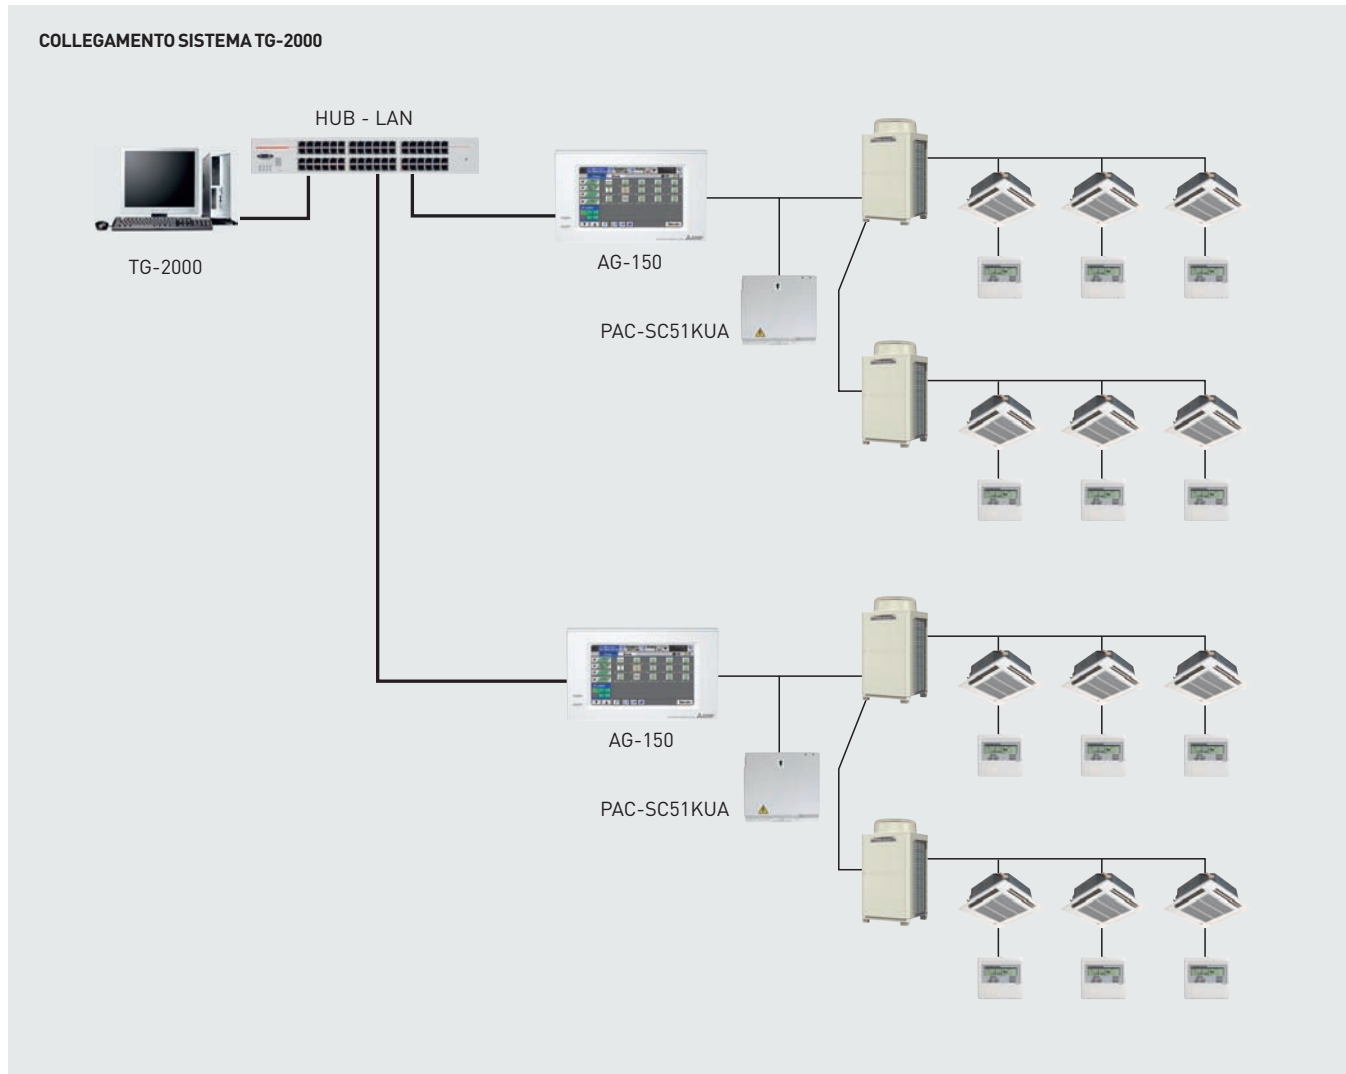 COLLEGAMENTO SISTEMA TG-2000
HUB - LAN
TG-2000
AG-150
PAC-SC51KUA
AG-150
PAC-SC51KUA